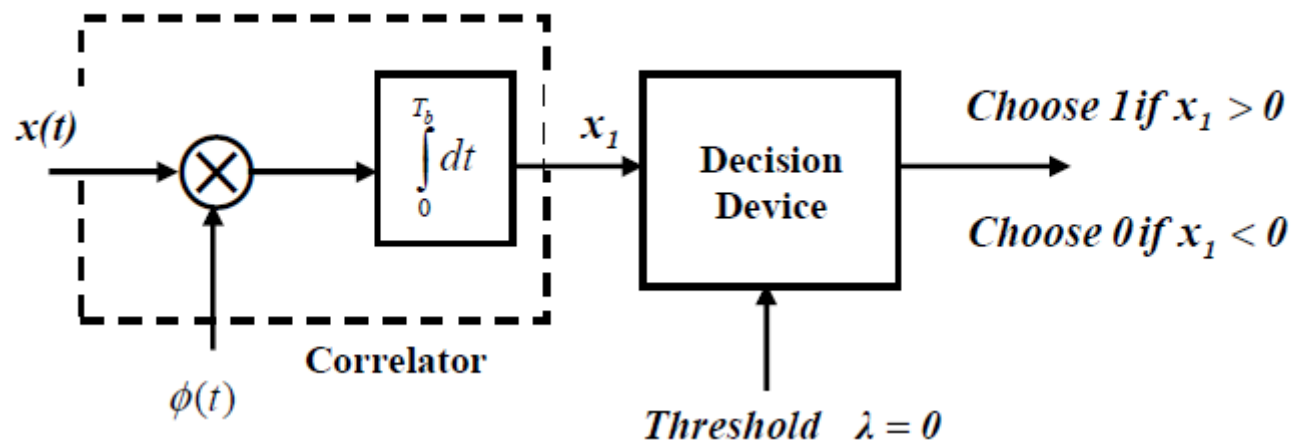 x(t)
T_b
∫ dt
0
x_1
Decision
Device
Choose 1 if x_1 > 0
Choose 0 if x_1 < 0
Correlator
ϕ(t)
Threshold λ = 0